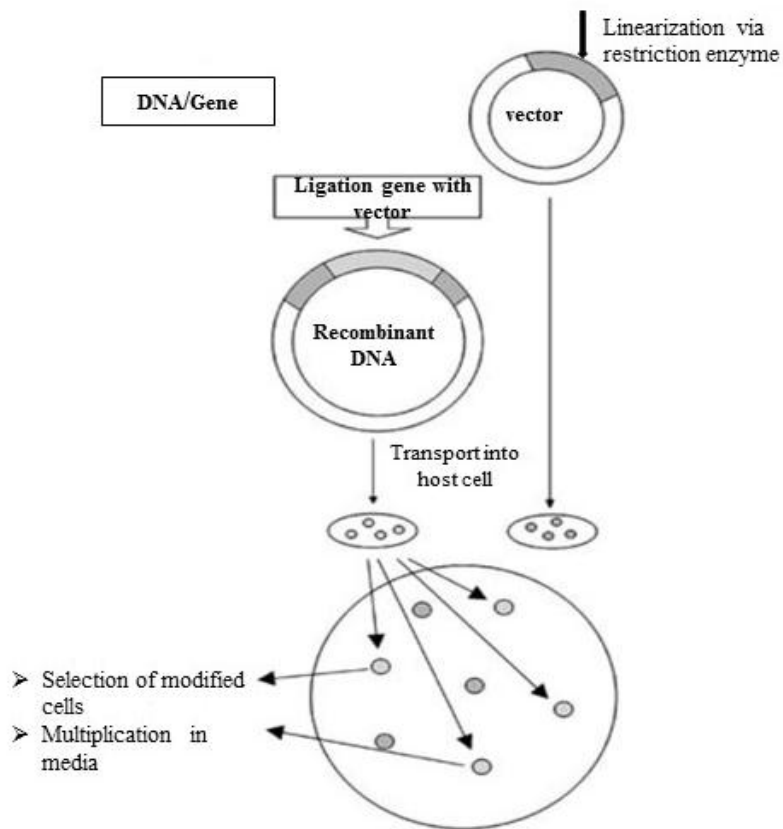 Linearization via
restriction enzyme
DNA/Gene
vector
Ligation gene with
vector
Recombinant
DNA
Transport into
host cell
➢ Selection of modified
cells
➢ Multiplication in
media